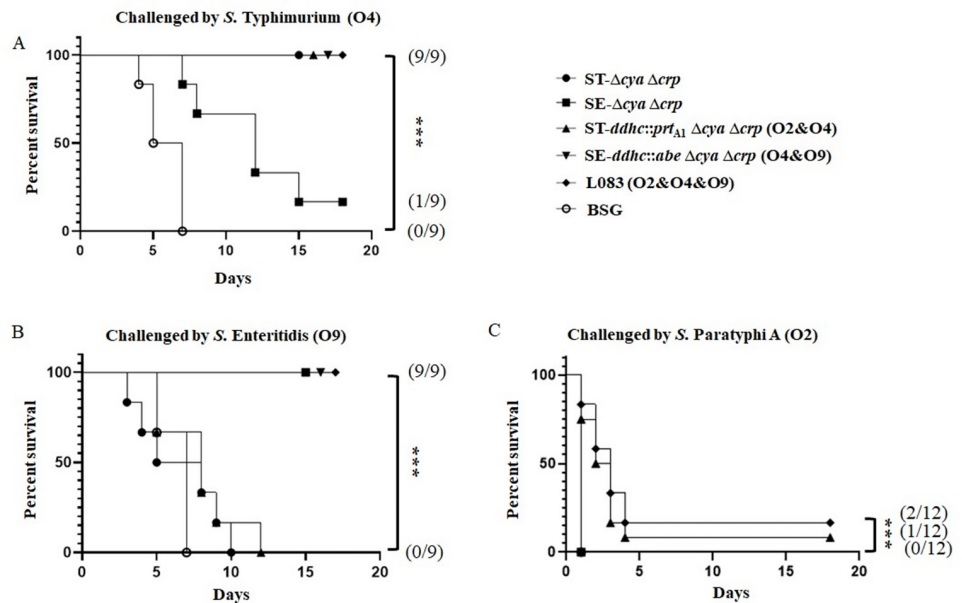 Challenged by S. Typhimurium (O4)
A
100
50
0
0 5 10 15 20
Percent survival
Days
(9/9)
***
(1/9)
(0/9)
ST-Δcya Δcrp
SE-Δcya Δcrp
ST-ddhc::prtA1 Δcya Δcrp (O2&O4)
SE-ddhc::abe Δcya Δcrp (O4&O9)
L083 (O2&O4&O9)
BSG
B
Challenged by S. Enteritidis (O9)
100
50
0
0 5 10 15 20
Percent survival
Days
(9/9)
***
(0/9)
C
Challenged by S. Paratyphi A (O2)
100
50
0
0 5 10 15 20
Percent survival
Days
***
(2/12)
(1/12)
(0/12)